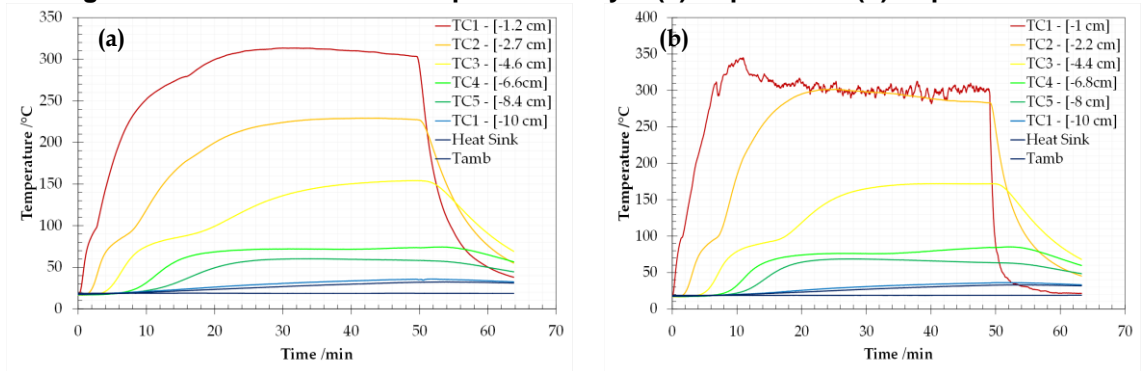 (a)
TC1 - [-1.2 cm]
TC2 - [-2.7 cm]
TC3 - [-4.6 cm]
TC4 - [-6.6cm]
TC5 - [-8.4 cm]
TC1 - [-10 cm]
Heat Sink
Tamb
Temperature /°C
350
300
250
200
150
100
50
0
0 10 20 30 40 50 60 70
Time /min
(b)
TC1 - [-1 cm]
TC2 - [-2.2 cm]
TC3 - [-4.4 cm]
TC4 - [-6.8cm]
TC5 - [-8 cm]
TC1 - [-10 cm]
Heat Sink
Tamb
Temperature /°C
400
350
300
250
200
150
100
50
0
0 10 20 30 40 50 60 70
Time /min